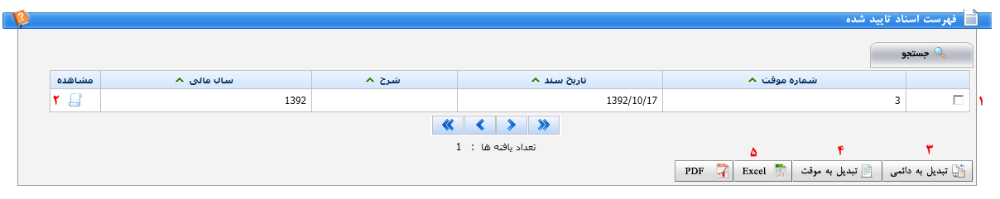 فهرست اسناد تایید شده
جستجو
شماره موقت تاریخ سند شرح سال مالی مشاهده
۱ 3 1392/10/17 1392 ۲
تعداد یافته ها : 1
۳ ۴ ۵
تبدیل به دائمی تبدیل به موقت Excel PDF